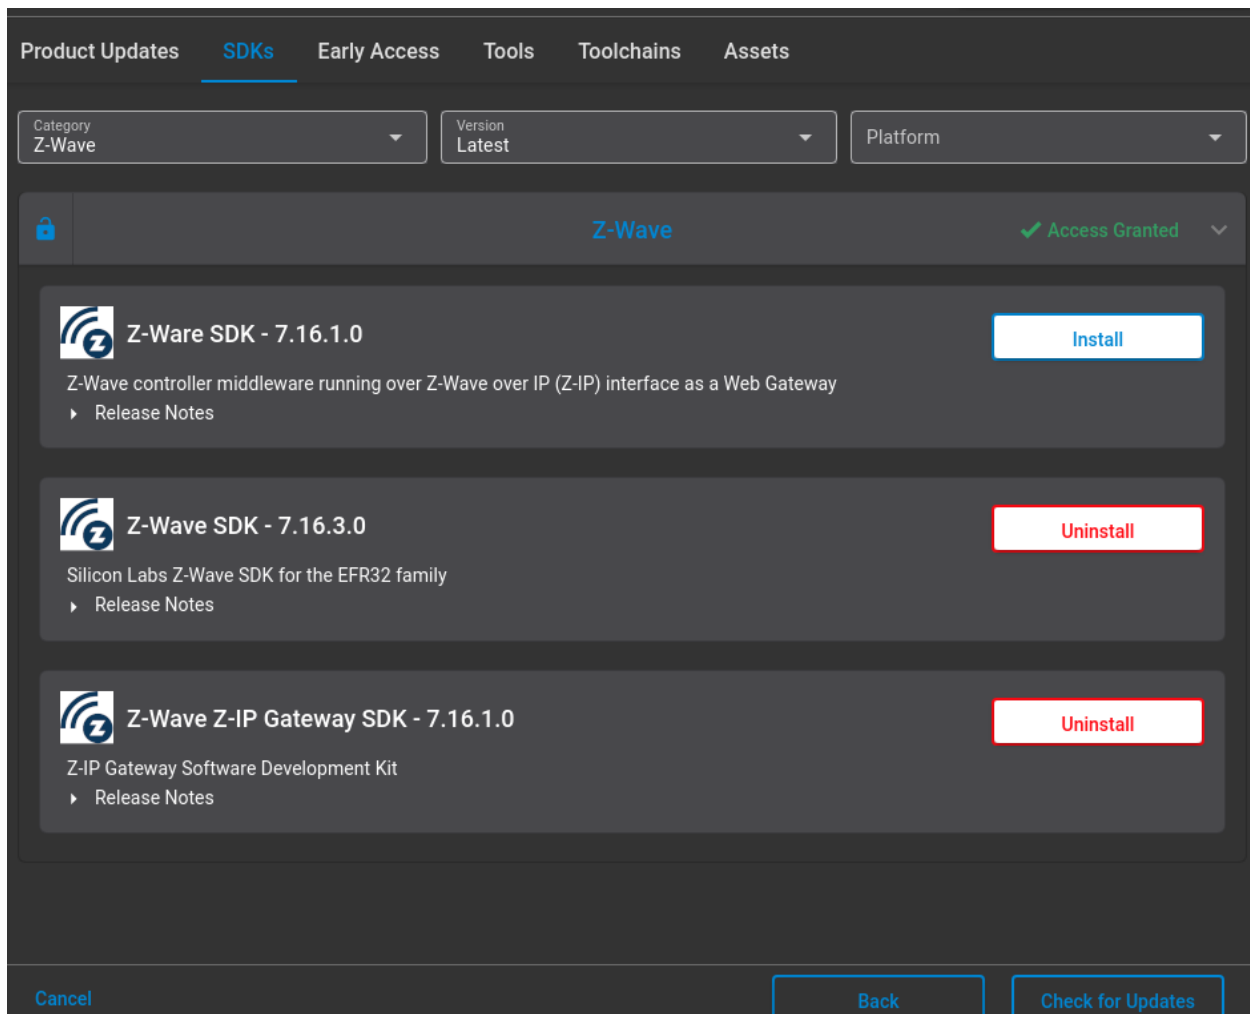 Product Updates SDKs Early Access Tools Toolchains Assets
Category
Z-Wave
Version
Latest
Platform
Z-Wave
Access Granted
Z-Ware SDK - 7.16.1.0
Install
Z-Wave controller middleware running over Z-Wave over IP (Z-IP) interface as a Web Gateway
Release Notes
Z-Wave SDK - 7.16.3.0
Uninstall
Silicon Labs Z-Wave SDK for the EFR32 family
Release Notes
Z-Wave Z-IP Gateway SDK - 7.16.1.0
Uninstall
Z-IP Gateway Software Development Kit
Release Notes
Cancel Back Check for Updates